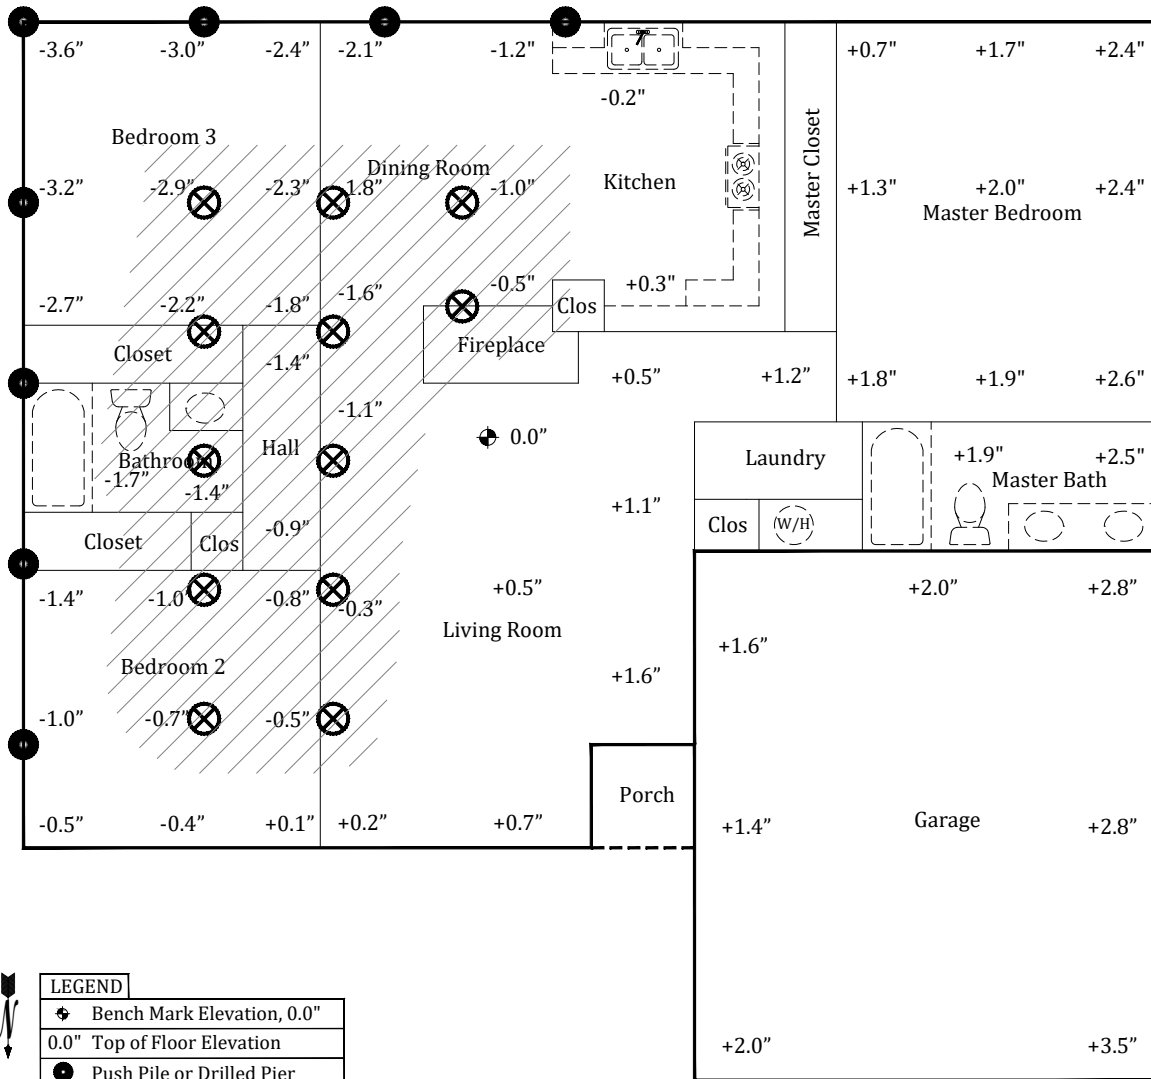 -3.6" -3.0" -2.4" -2.1" -1.2" +0.7" +1.7" +2.4"
-0.2"
Bedroom 3
Dining Room
Kitchen
Master Closet
-3.2" -2.9" -2.3" 1.8" -1.0" +1.3" +2.0" +2.4"
Master Bedroom
-2.7" -2.2" -1.8" -1.6" -0.5" +0.3"
Clos
Fireplace
Closet
-1.4"
+0.5" +1.2" +1.8" +1.9" +2.6"
-1.1"
0.0"
Hall
Bathroom
-1.7" -1.4"
Laundry
+1.9" +2.5"
Master Bath
+1.1"
Clos
W/H
-0.9"
Closet
Clos
-1.4" -1.0" -0.8" -0.3" +0.5" +2.0" +2.8"
Living Room
+1.6"
Bedroom 2
+1.6"
-1.0" -0.7" -0.5"
Porch
-0.5" -0.4" +0.1" +0.2" +0.7" +1.4" Garage +2.8"
+2.0" +3.5"
N
LEGEND
Bench Mark Elevation, 0.0"
0.0" Top of Floor Elevation
Push Pile or Drilled Pier